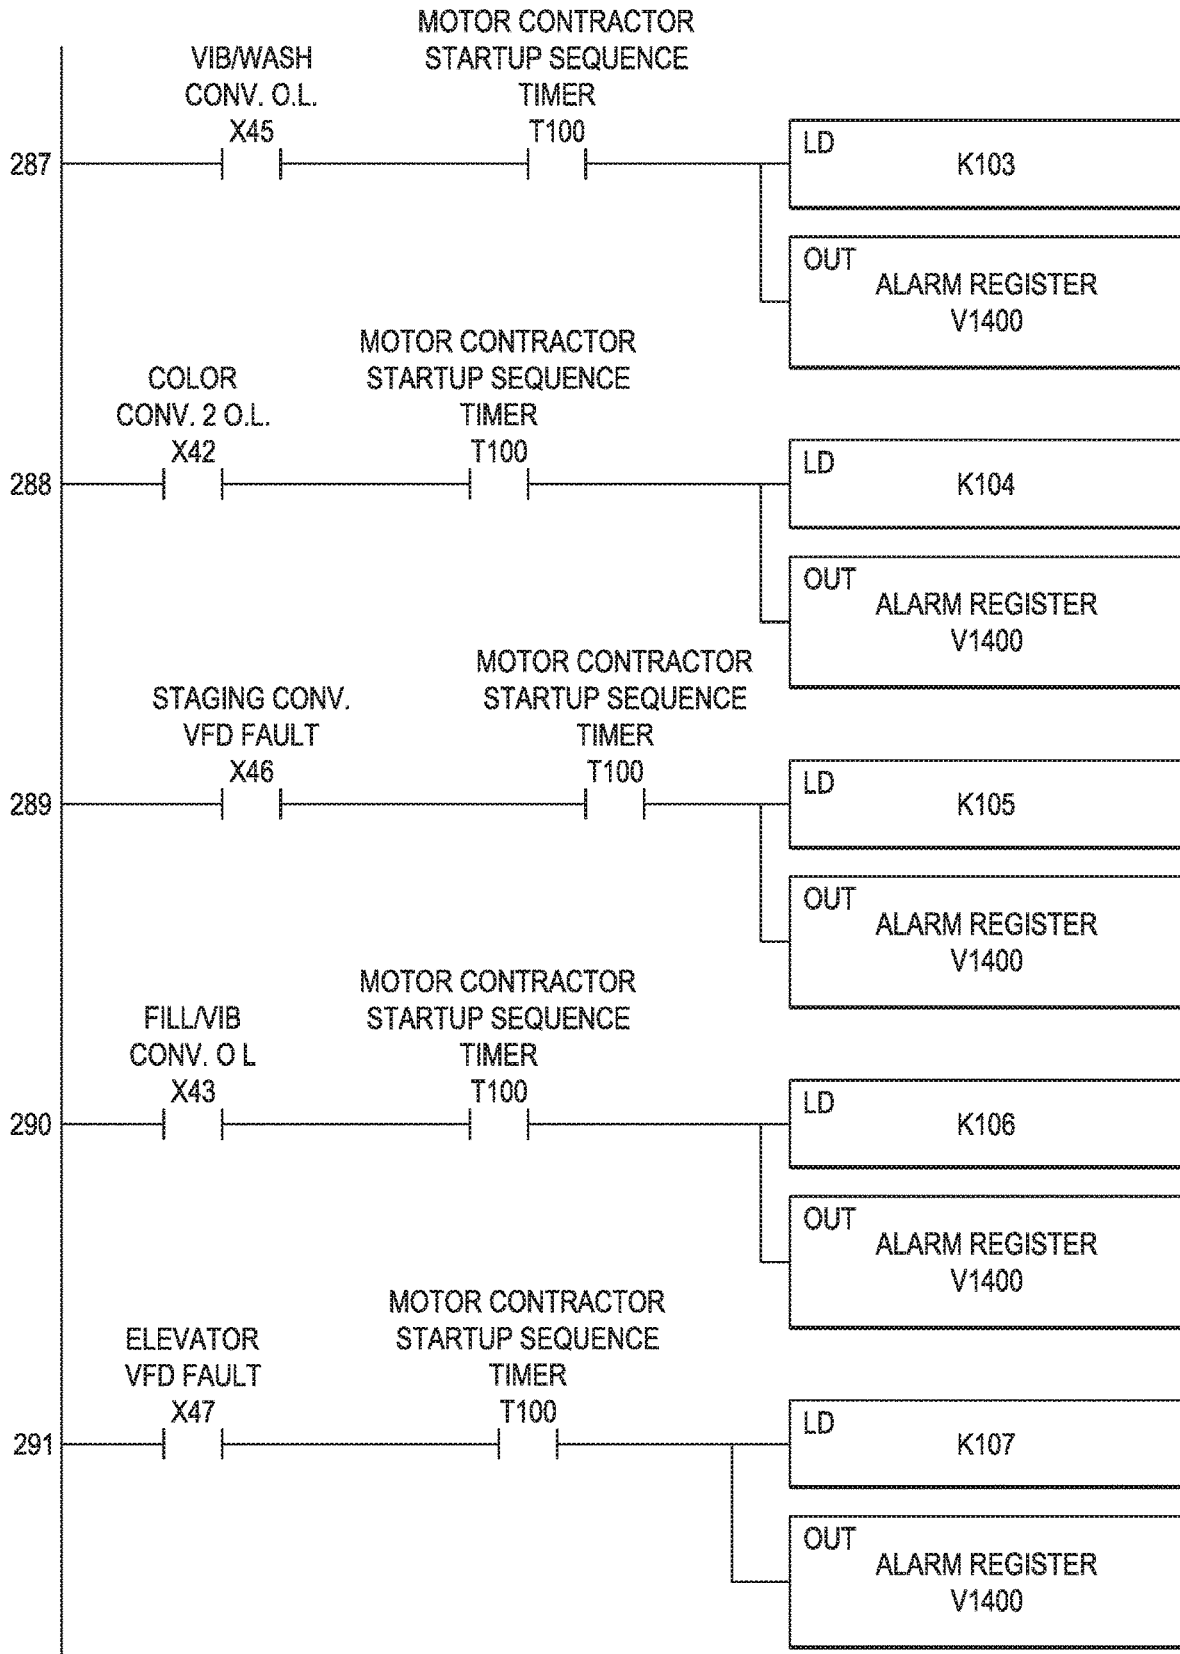 VIB/WASH
CONV. O.L.
X45
MOTOR CONTRACTOR
STARTUP SEQUENCE
TIMER
T100
287
LD
K103
OUT
ALARM REGISTER
V1400
COLOR
CONV. 2 O.L.
X42
MOTOR CONTRACTOR
STARTUP SEQUENCE
TIMER
T100
288
LD
K104
OUT
ALARM REGISTER
V1400
STAGING CONV.
VFD FAULT
X46
MOTOR CONTRACTOR
STARTUP SEQUENCE
TIMER
T100
289
LD
K105
OUT
ALARM REGISTER
V1400
FILL/VIB
CONV. O L
X43
MOTOR CONTRACTOR
STARTUP SEQUENCE
TIMER
T100
290
LD
K106
OUT
ALARM REGISTER
V1400
ELEVATOR
VFD FAULT
X47
MOTOR CONTRACTOR
STARTUP SEQUENCE
TIMER
T100
291
LD
K107
OUT
ALARM REGISTER
V1400